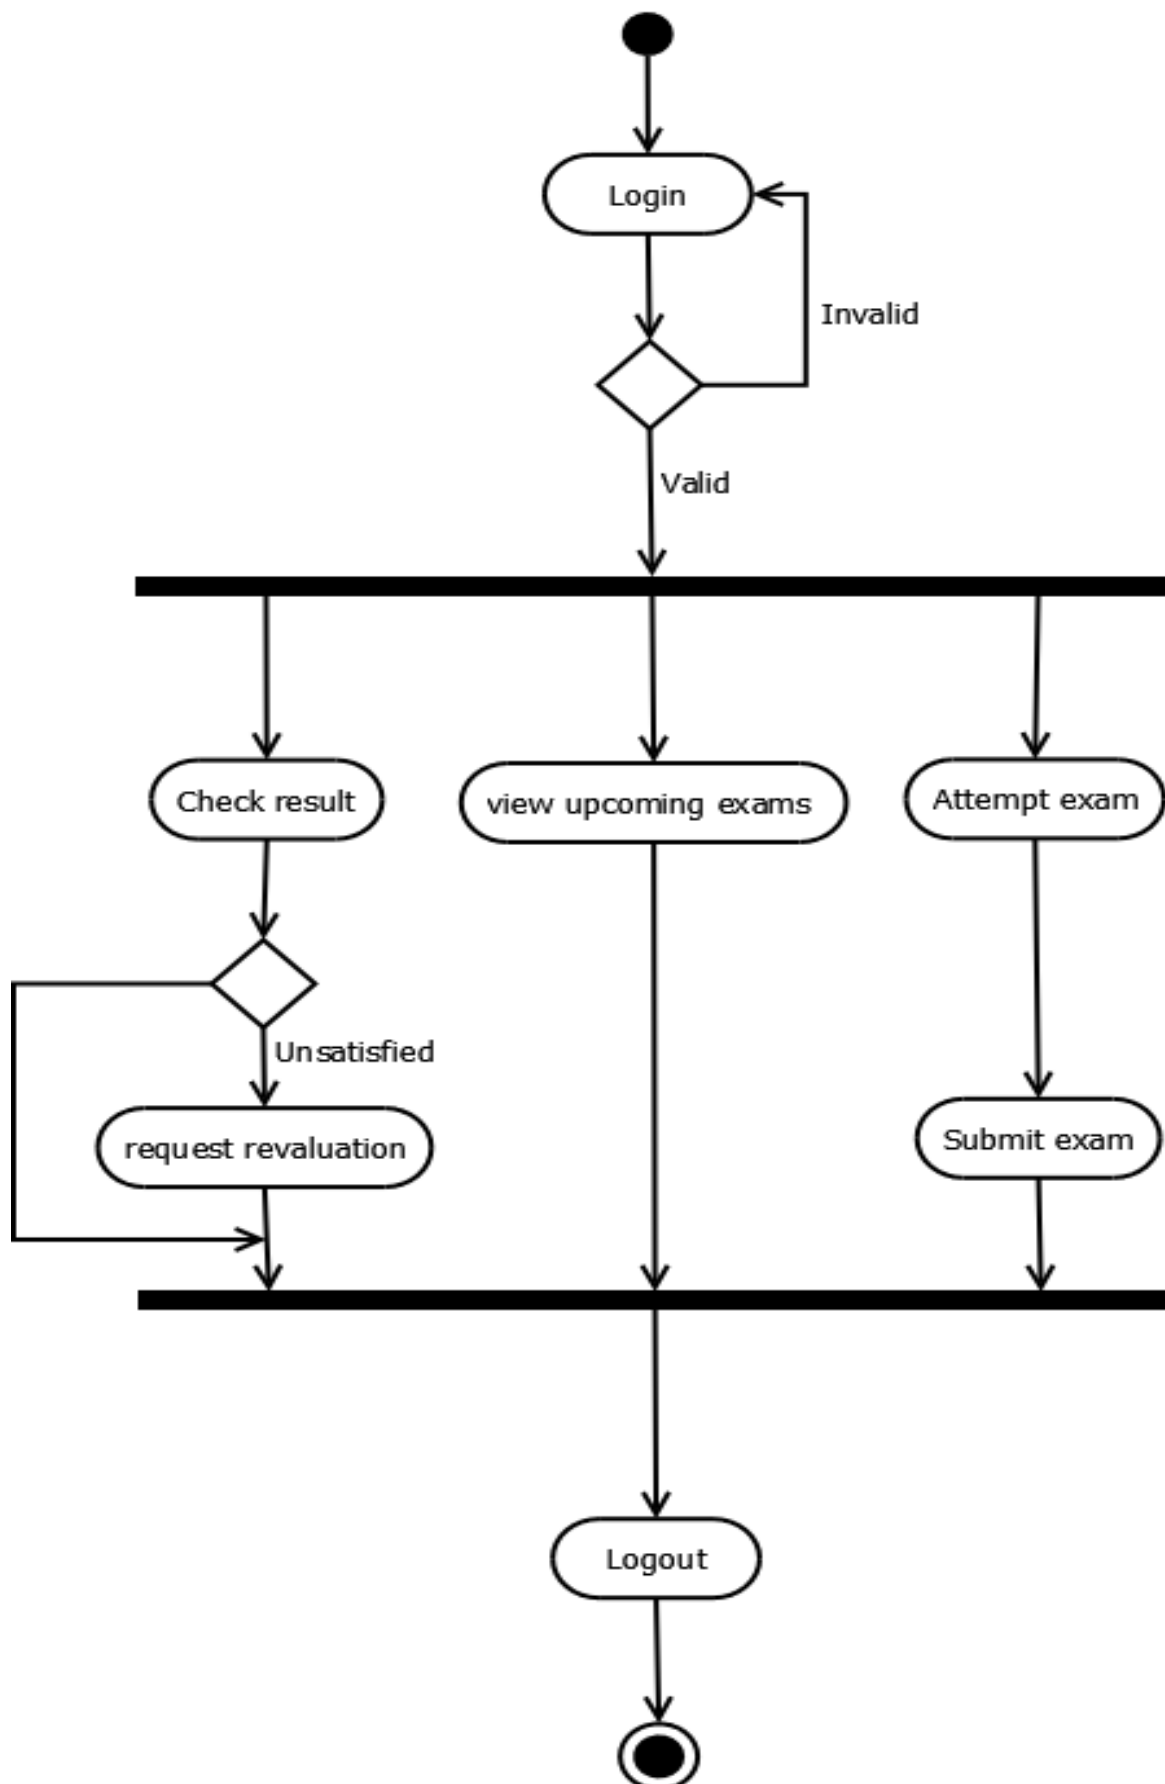 Login
Invalid
Valid
Check result
view upcoming exams
Attempt exam
Unsatisfied
request revaluation
Submit exam
Logout